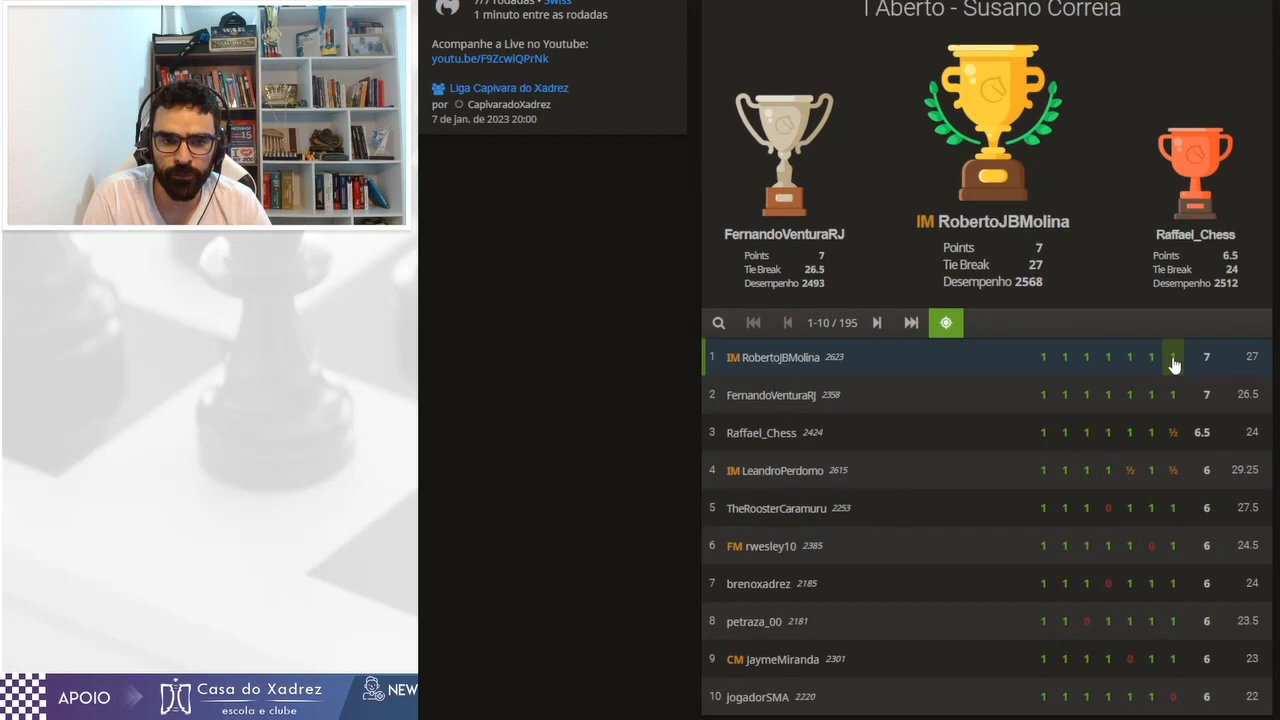 7/7 rodadas • Swiss
1 minuto entre as rodadas
Acompanhe a Live no Youtube:
youtu.be/F9ZcwlQPrNk
Liga Capivara do Xadrez
por CapivaradoXadrez
7 de jan. de 2023 20:00
I Aberto - Susano Correia
FernandoVenturaRJ
Points 7
Tie Break 26.5
Desempenho 2493
IM RobertoJBMolina
Points 7
Tie Break 27
Desempenho 2568
Raffael_Chess
Points 6.5
Tie Break 24
Desempenho 2512
1-10 / 195
1 IM RobertoJBMolina 2623 1 1 1 1 1 1 1 7 27
2 FernandoVenturaRJ 2358 1 1 1 1 1 1 1 7 26.5
3 Raffael_Chess 2424 1 1 1 1 1 1 ½ 6.5 24
4 IM LeandroPerdomo 2615 1 1 1 1 ½ 1 ½ 6 29.25
5 TheRoosterCaramuru 2253 1 1 1 0 1 1 1 6 27.5
6 FM rwesley10 2385 1 1 1 1 1 0 1 6 24.5
7 brenoxadrez 2185 1 1 1 0 1 1 1 6 24
8 petraza_00 2181 1 1 0 1 1 1 1 6 23.5
9 CM JaymeMiranda 2301 1 1 1 1 0 1 1 6 23
10 jogadorSMA 2220 1 1 1 1 1 1 0 6 22
WAR
APOIO
Casa do Xadrez
escola e clube
NEW